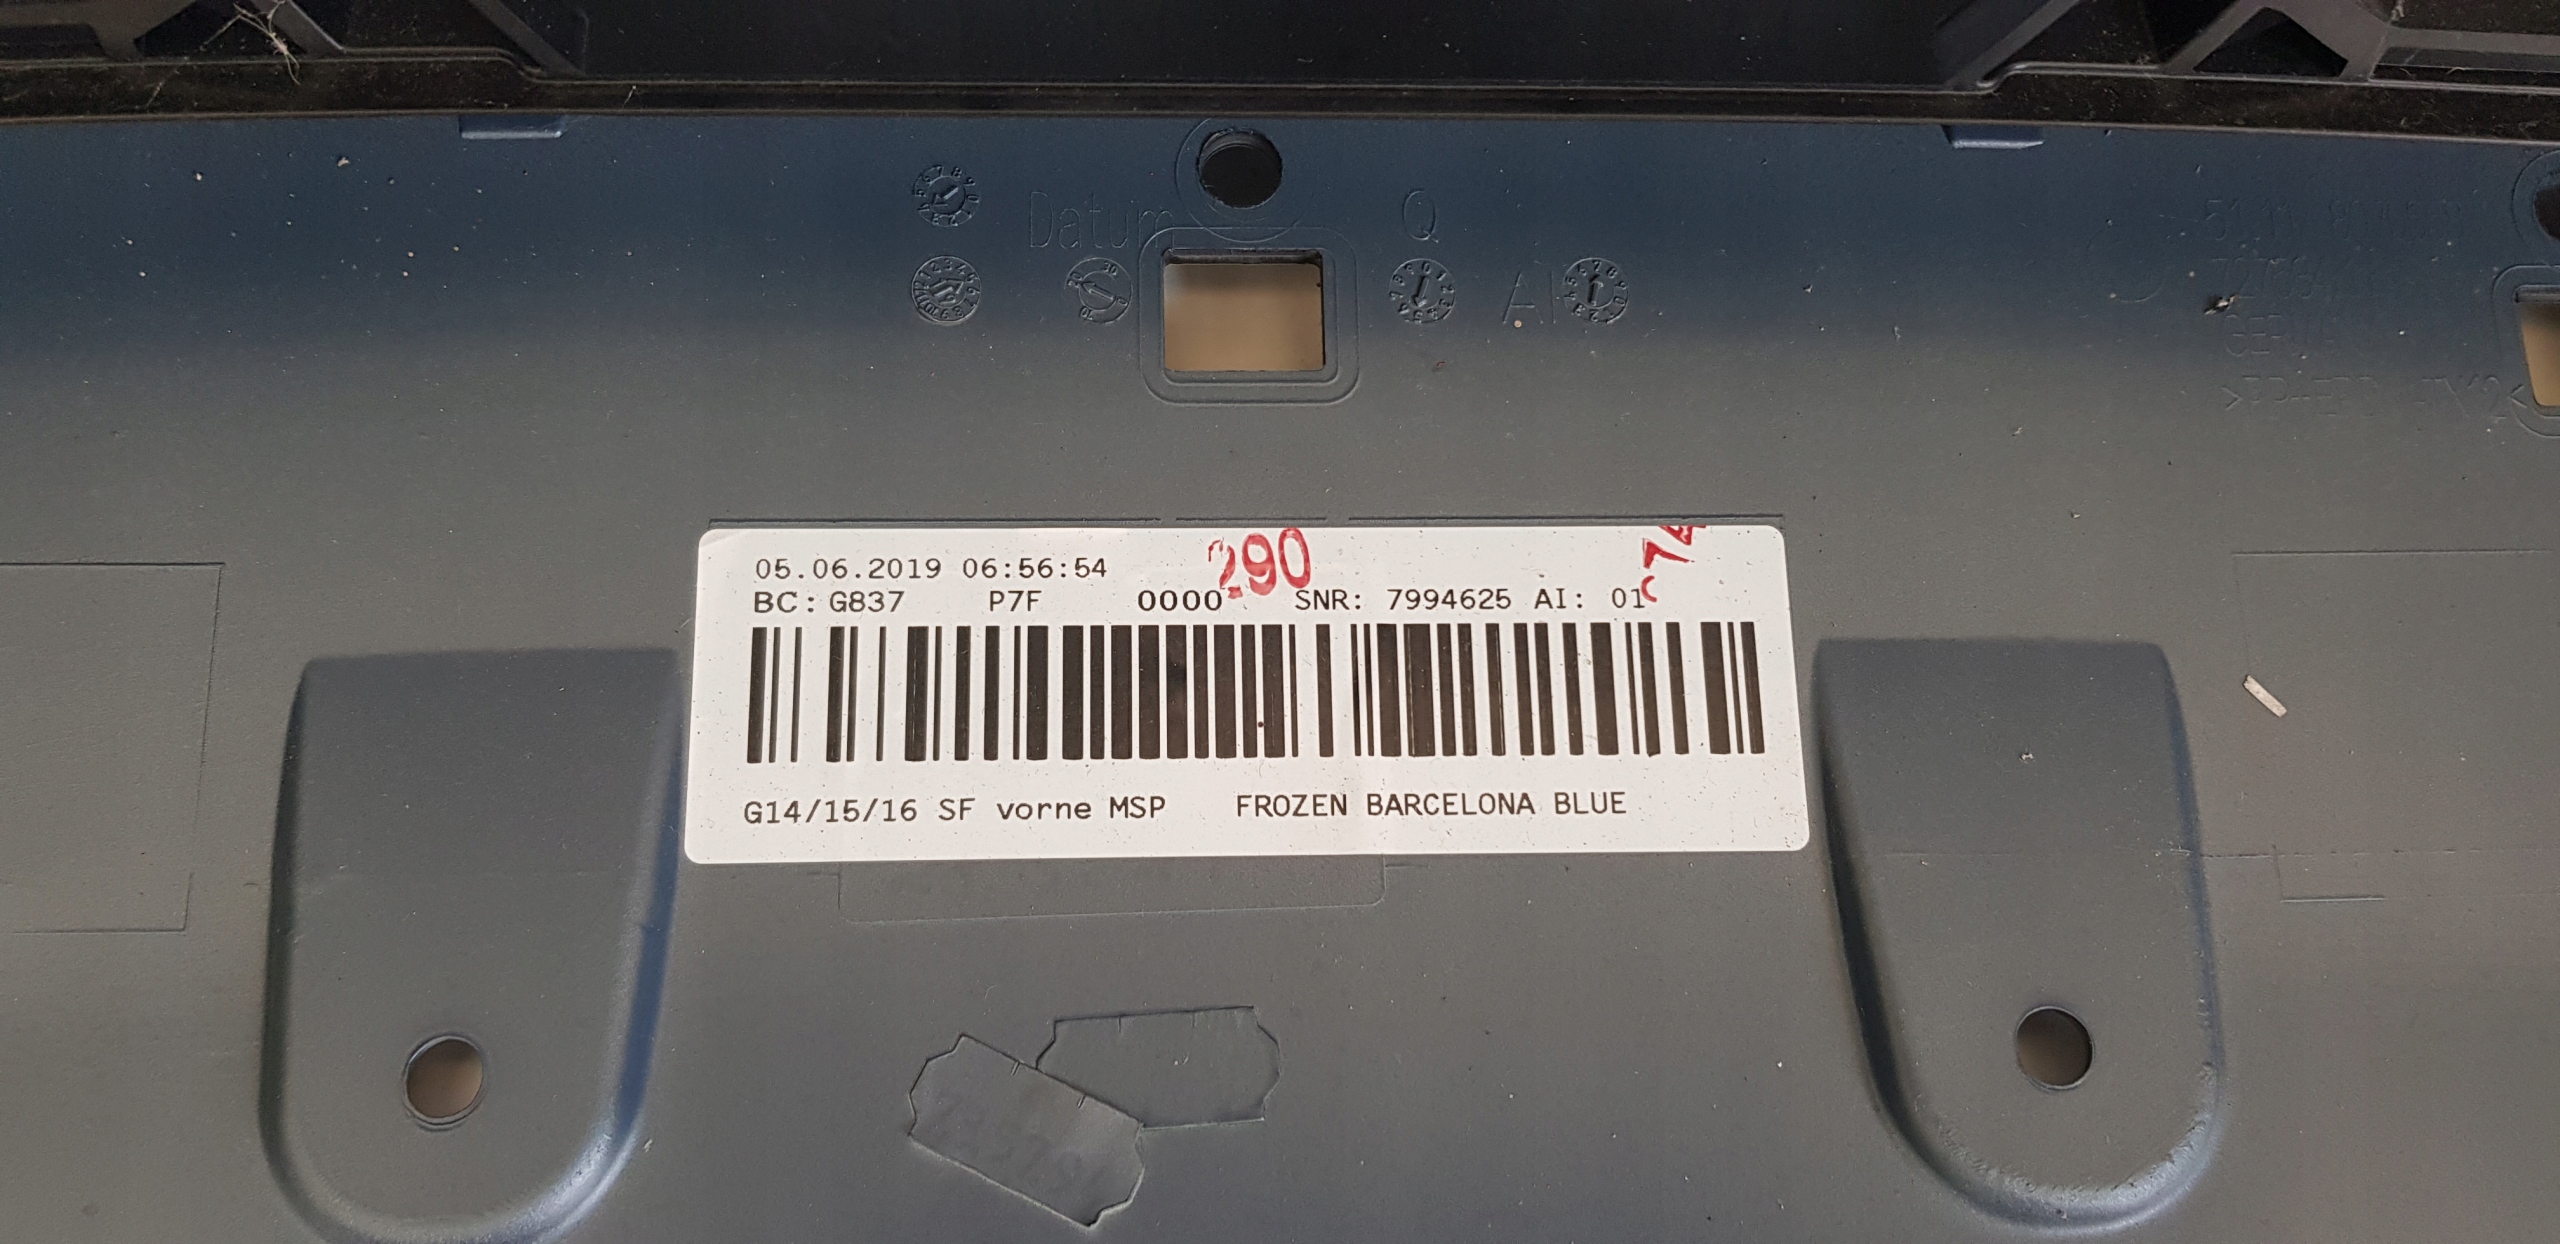 Datum
Q
AI
05.06.2019 06:56:54
290
BC: G837 P7F 0000 SNR: 7994625 AI: 01
G14/15/16 SF vorne MSP FROZEN BARCELONA BLUE